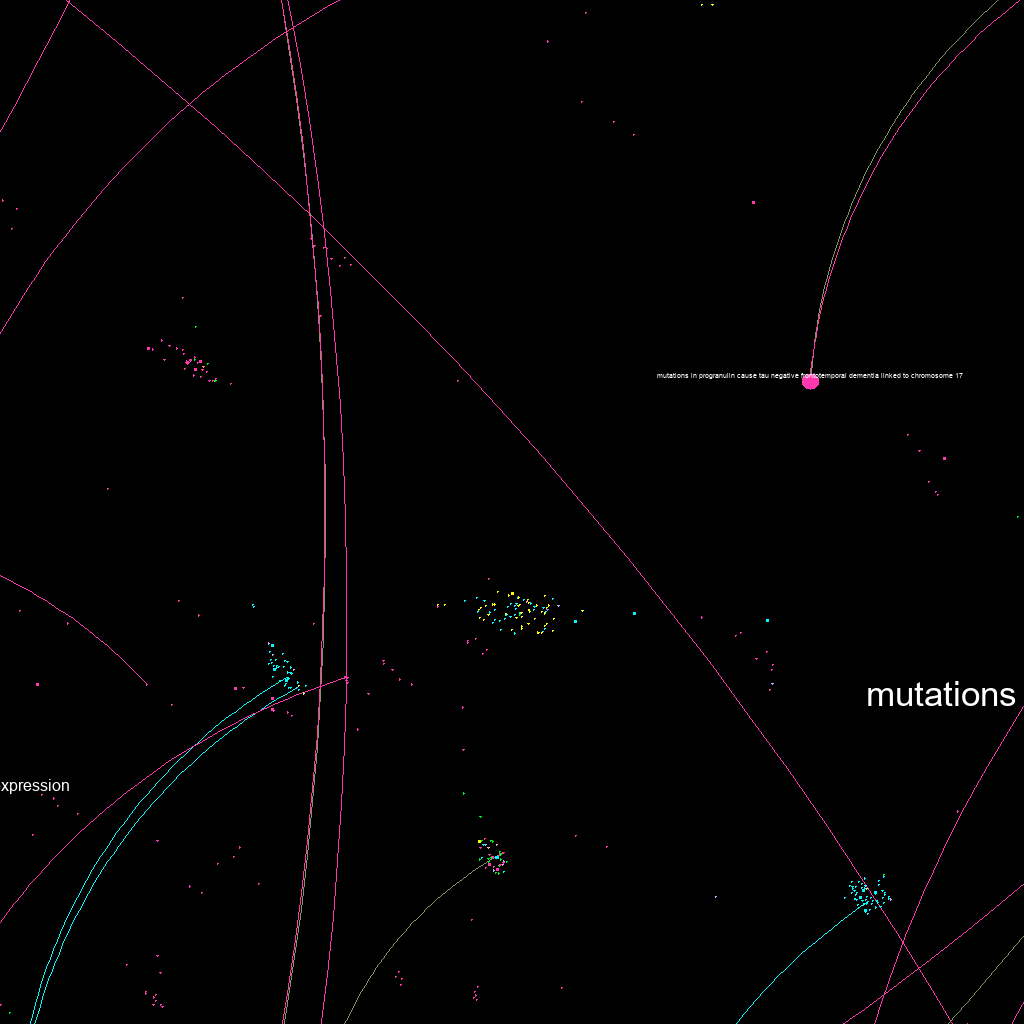 mutations in progranulin cause tau negative frontotemporal dementia linked to chromosome 17
mutations
xpression